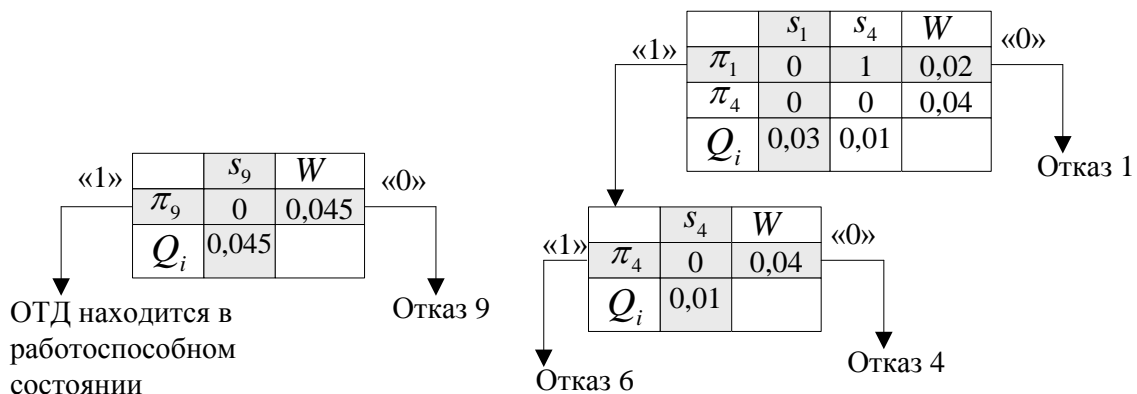 s₁ s₄ W
«1» π₁ 0 1 0,02 «0»
π₄ 0 0 0,04
Qᵢ 0,03 0,01
Отказ 1
s₉ W
«1» π₉ 0 0,045 «0»
Qᵢ 0,045
ОТД находится в
работоспособном
состоянии
Отказ 9
s₄ W
«1» π₄ 0 0,04 «0»
Qᵢ 0,01
Отказ 6
Отказ 4